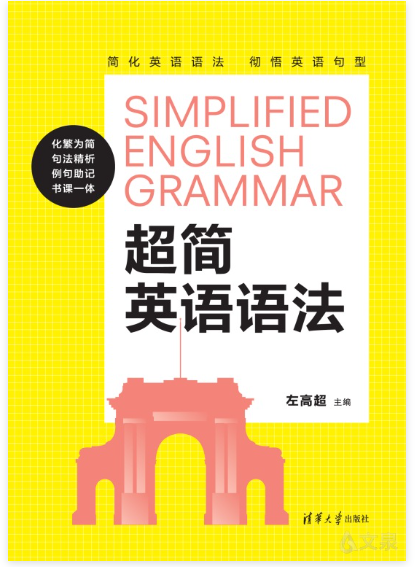 简化英语语法 彻悟英语句型
SIMPLIFIED
ENGLISH
GRAMMAR
化繁为简
句法精析
例句助记
书课一体
超简
英语语法
左高超 主编
清华大学出版社
文泉